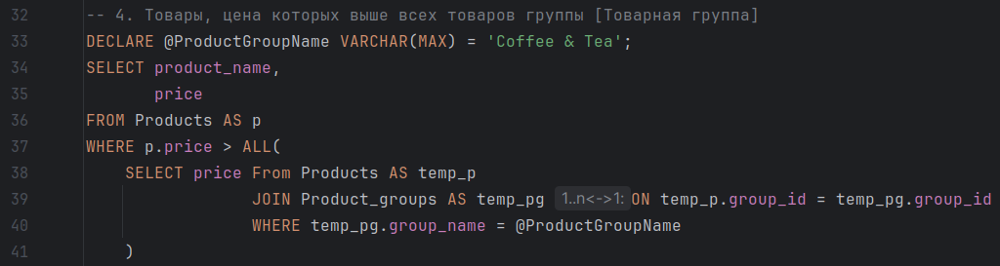 32 -- 4. Товары, цена которых выше всех товаров группы [Товарная группа]
33 DECLARE @ProductGroupName VARCHAR(MAX) = 'Coffee & Tea';
34 SELECT product_name,
35 price
36 FROM Products AS p
37 WHERE p.price > ALL(
38 SELECT price From Products AS temp_p
39 JOIN Product_groups AS temp_pg 1..n<->1: ON temp_p.group_id = temp_pg.group_id
40 WHERE temp_pg.group_name = @ProductGroupName
41 )